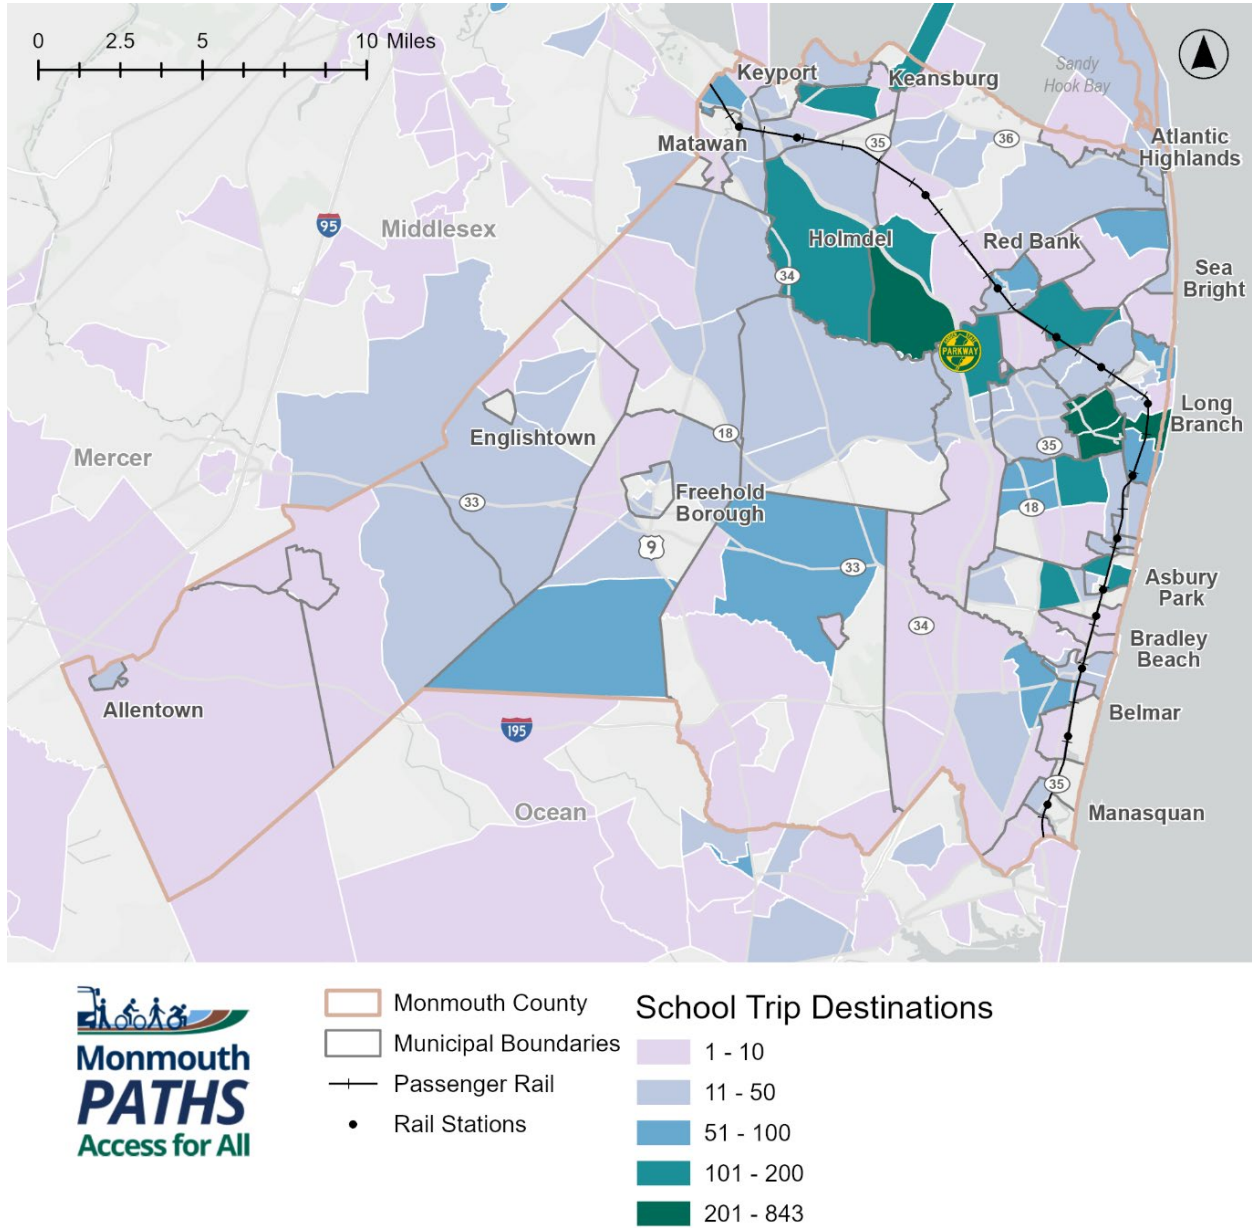 0 2.5 5 10 Miles
Keyport
Keansburg
Sandy
Hook Bay
Matawan
35
36
Atlantic
Highlands
95
Middlesex
Holmdel
Red Bank
34
Sea
Bright
PARKWAY
Long
Branch
Englishtown
18
35
Mercer
33
Freehold
Borough
18
9
33
Asbury
Park
34
Bradley
Beach
Allentown
Belmar
195
35
Ocean
Manasquan
Monmouth
PATHS
Access for All
Monmouth County
Municipal Boundaries
Passenger Rail
Rail Stations
School Trip Destinations
1 - 10
11 - 50
51 - 100
101 - 200
201 - 843